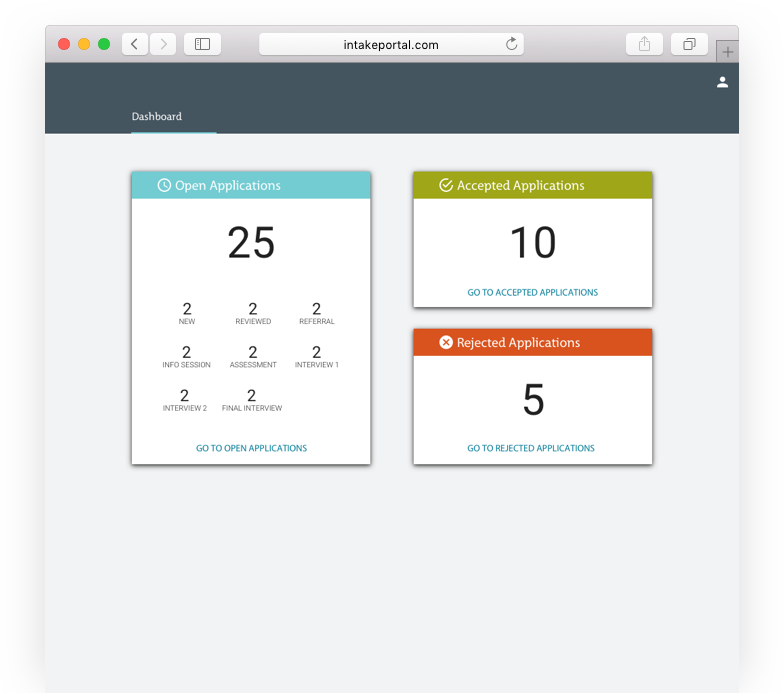 intakeportal.com
Dashboard
Open Applications
25
2 2 2
NEW REVIEWED REFERRAL
2 2 2
INFO SESSION ASSESSMENT INTERVIEW 1
2 2
INTERVIEW 2 FINAL INTERVIEW
GO TO OPEN APPLICATIONS
Accepted Applications
10
GO TO ACCEPTED APPLICATIONS
Rejected Applications
5
GO TO REJECTED APPLICATIONS